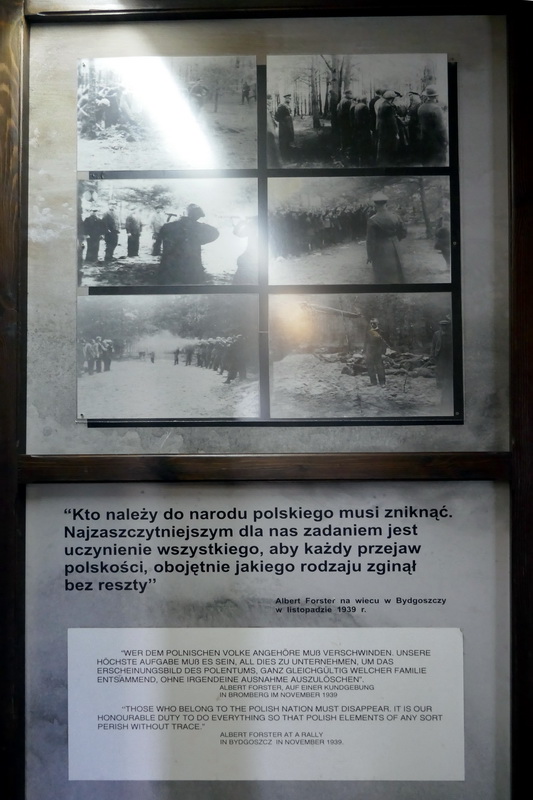 “Kto należy do narodu polskiego musi zniknąć.
Najzaszczytniejszym dla nas zadaniem jest
uczynienie wszystkiego, aby każdy przejaw
polskości, obojętnie jakiego rodzaju zginął
bez reszty”
Albert Forster na wiecu w Bydgoszczy
w listopadzie 1939 r.
“WER DEM POLNISCHEN VOLKE ANGEHÖRE MUß VERSCHWINDEN. UNSERE
HÖCHSTE AUFGABE MUß ES SEIN, ALL DIES ZU UNTERNEHMEN, UM DAS
ERSCHEINUNGSBILD DES POLENTUMS, GANZ GLEICHGÜLTIG WELCHER FAMILIE
ENTSAMMEND, OHNE IRGENDEINE AUSNAHME AUSZULÖSCHEN”.
ALBERT FORSTER, AUF EINER KUNDGEBUNG
IN BROMBERG IM NOVEMBER 1939
“THOSE WHO BELONG TO THE POLISH NATION MUST DISAPPEAR. IT IS OUR
HONOURABLE DUTY TO DO EVERYTHING SO THAT POLISH ELEMENTS OF ANY SORT
PERISH WITHOUT TRACE.”
ALBERT FORSTER AT A RALLY
IN BYDGOSZCZ IN NOVEMBER 1939.